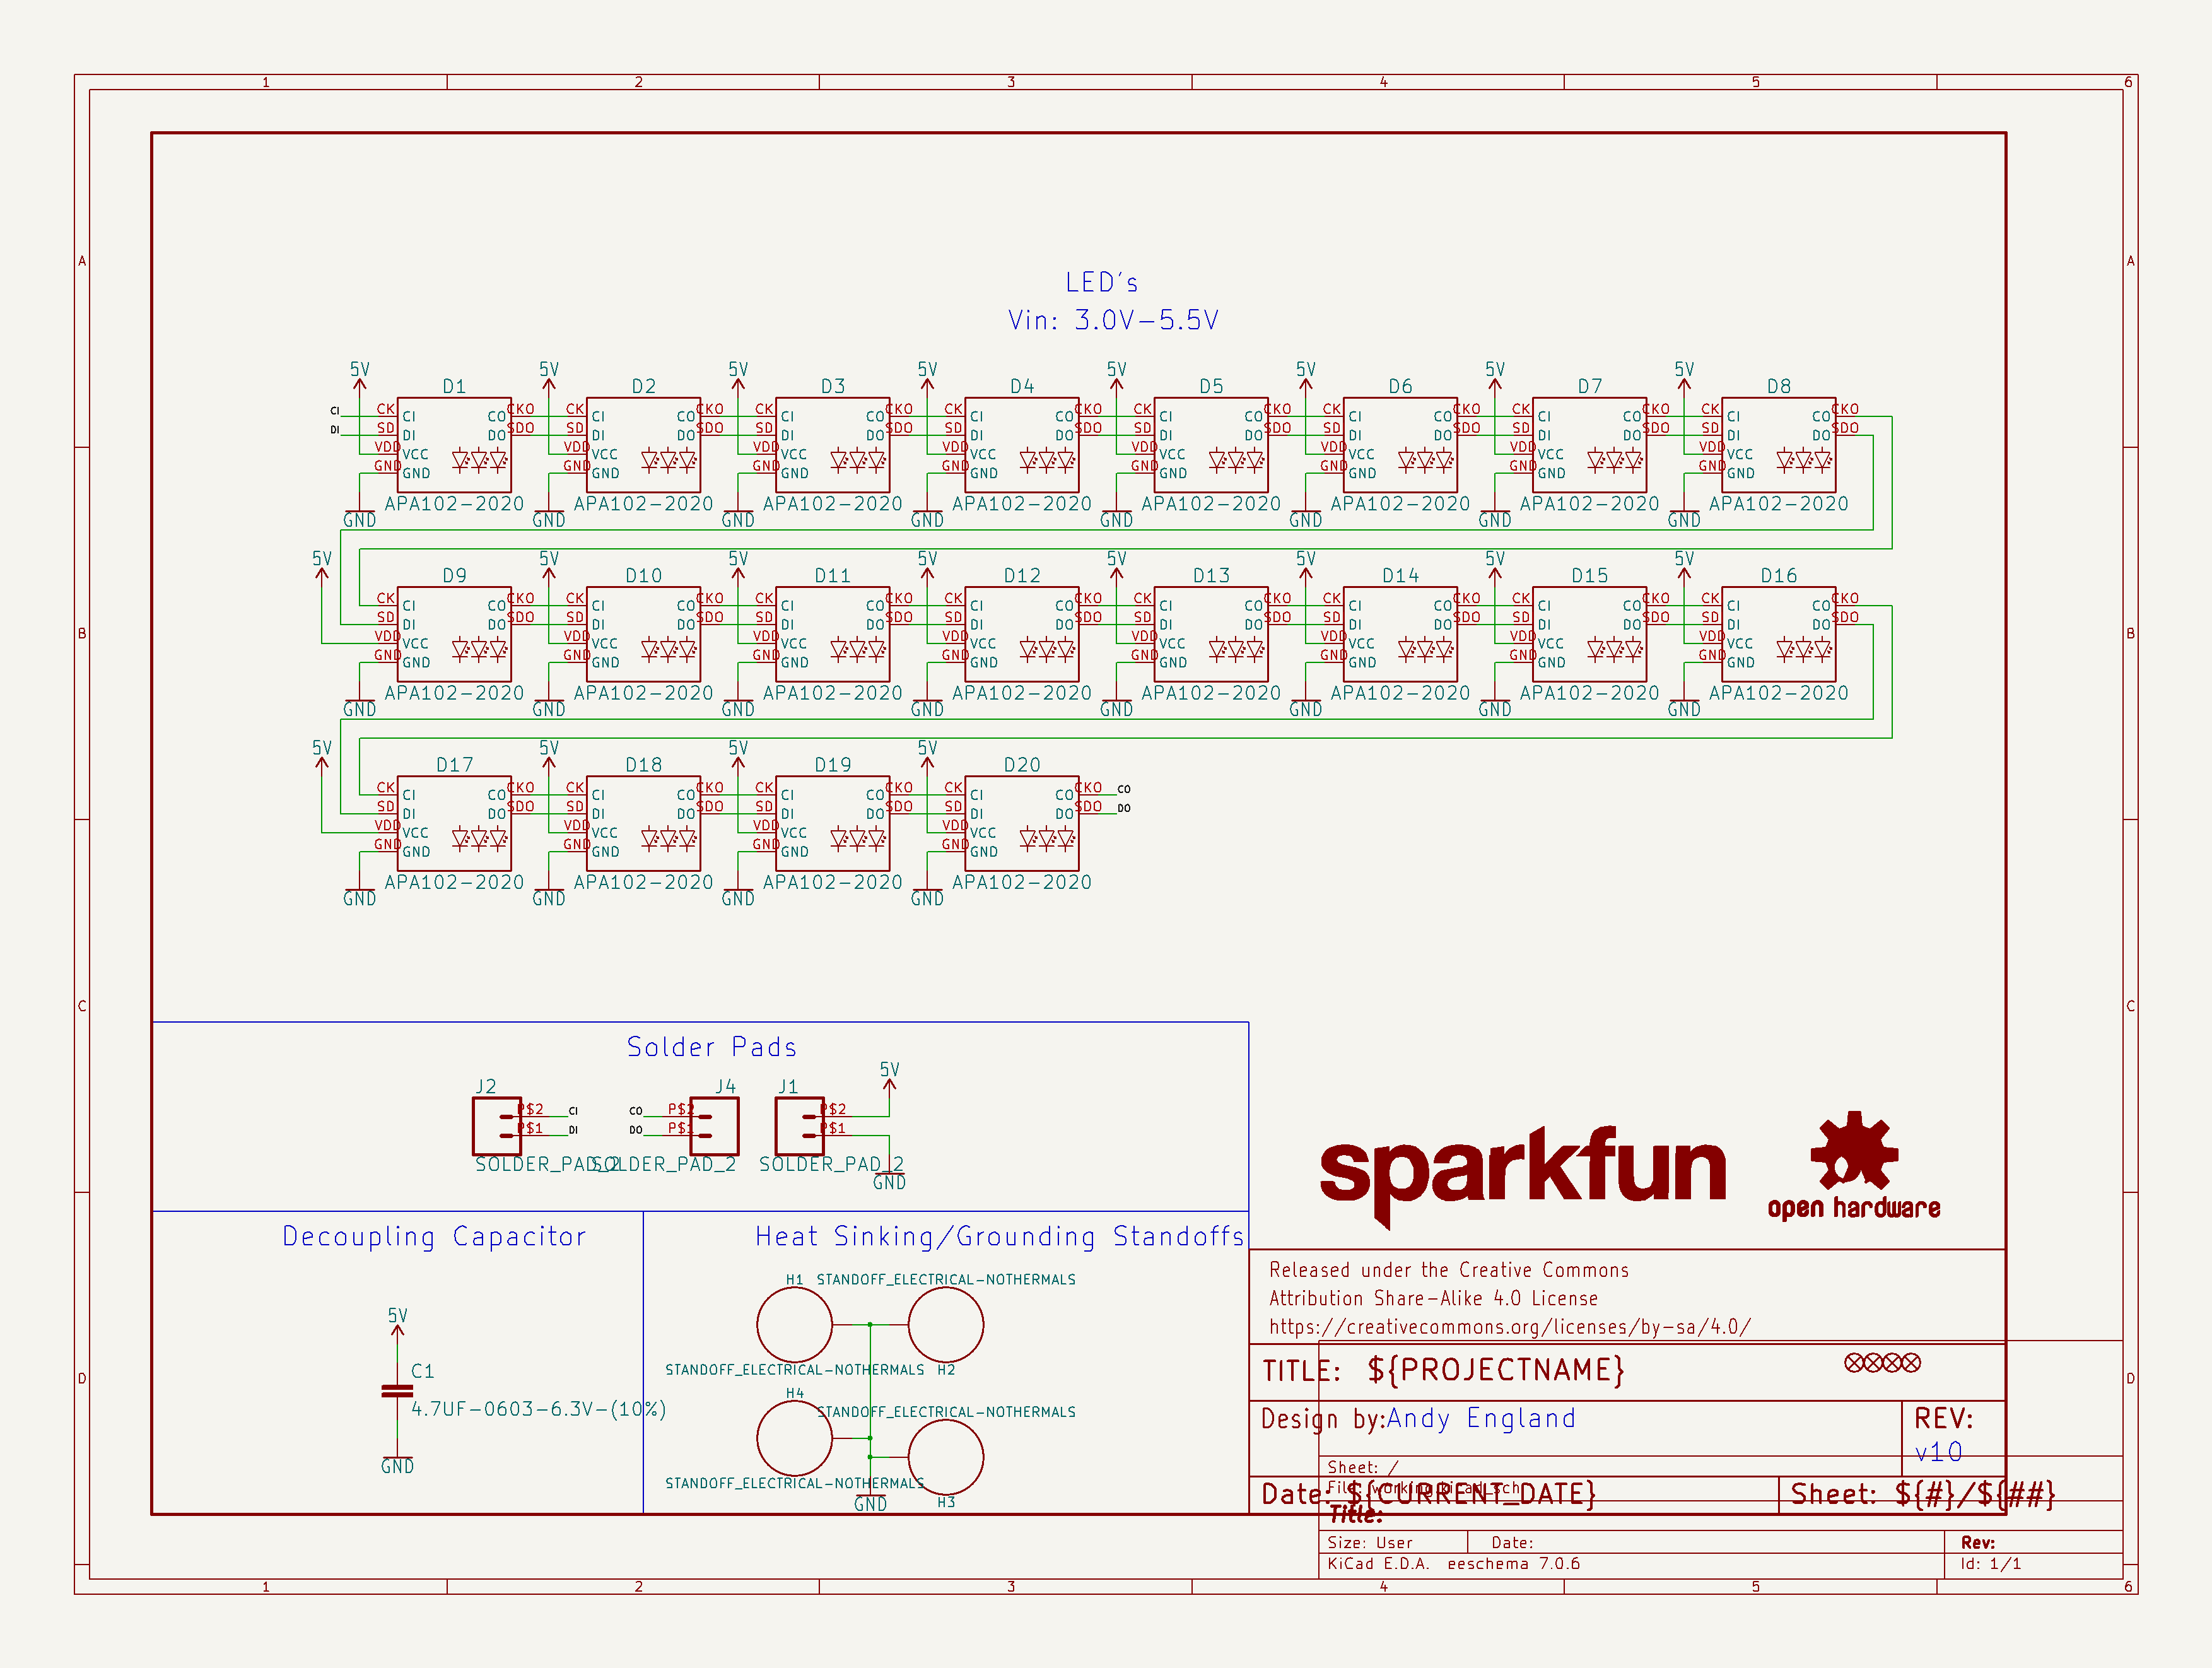 1 2 3 4 5 6
A A
B B
C C
D D
LED's
Vin: 3.0V-5.5V
5V 5V 5V 5V 5V 5V 5V 5V
D1 D2 D3 D4 D5 D6 D7 D8
CI CK CI CO CKO CK CI CO CKO CK CI CO CKO CK CI CO CKO CK CI CO CKO CK CI CO CKO CK CI CO CKO CK CI CO CKO
DI SD DI DO SDO SD DI DO SDO SD DI DO SDO SD DI DO SDO SD DI DO SDO SD DI DO SDO SD DI DO SDO SD DI DO SDO
VDD VCC VDD VCC VDD VCC VDD VCC VDD VCC VDD VCC VDD VCC VDD VCC
GND GND GND GND GND GND GND GND GND GND GND GND GND GND GND GND
APA102-2020 APA102-2020 APA102-2020 APA102-2020 APA102-2020 APA102-2020 APA102-2020 APA102-2020
GND GND GND GND GND GND GND GND
5V 5V 5V 5V 5V 5V 5V 5V
D9 D10 D11 D12 D13 D14 D15 D16
CK CI CO CKO CK CI CO CKO CK CI CO CKO CK CI CO CKO CK CI CO CKO CK CI CO CKO CK CI CO CKO CK CI CO CKO
SD DI DO SDO SD DI DO SDO SD DI DO SDO SD DI DO SDO SD DI DO SDO SD DI DO SDO SD DI DO SDO SD DI DO SDO
VDD VCC VDD VCC VDD VCC VDD VCC VDD VCC VDD VCC VDD VCC VDD VCC
GND GND GND GND GND GND GND GND GND GND GND GND GND GND GND GND
APA102-2020 APA102-2020 APA102-2020 APA102-2020 APA102-2020 APA102-2020 APA102-2020 APA102-2020
GND GND GND GND GND GND GND GND
5V 5V 5V 5V
D17 D18 D19 D20
CK CI CO CKO CK CI CO CKO CK CI CO CKO CK CI CO CKO CO
SD DI DO SDO SD DI DO SDO SD DI DO SDO SD DI DO SDO DO
VDD VCC VDD VCC VDD VCC VDD VCC
GND GND GND GND GND GND GND GND
APA102-2020 APA102-2020 APA102-2020 APA102-2020
GND GND GND GND
Solder Pads
5V
J2 J4 J1
P$2 CI CO P$2 P$2
P$1 DI DO P$1 P$1
SOLDER_PAD_2 SOLDER_PAD_2 SOLDER_PAD_2
GND
Decoupling Capacitor
5V
C1
4.7UF-0603-6.3V-(10%)
GND
Heat Sinking/Grounding Standoffs
H1 STANDOFF_ELECTRICAL-NOTHERMALS
STANDOFF_ELECTRICAL-NOTHERMALS H2
H4
STANDOFF_ELECTRICAL-NOTHERMALS
STANDOFF_ELECTRICAL-NOTHERMALS
GND H3
sparkfun
open hardware
Released under the Creative Commons
Attribution Share-Alike 4.0 License
https://creativecommons.org/licenses/by-sa/4.0/
TITLE: ${PROJECTNAME}
Design by: Andy England
REV:
v10
Date: ${CURRENT_DATE}
Sheet: ${#}/${##}
Sheet: /
File: working.kicad_sch
Title:
Size: User Date: Rev:
KiCad E.D.A. eeschema 7.0.6 Id: 1/1
1 2 3 4 5 6